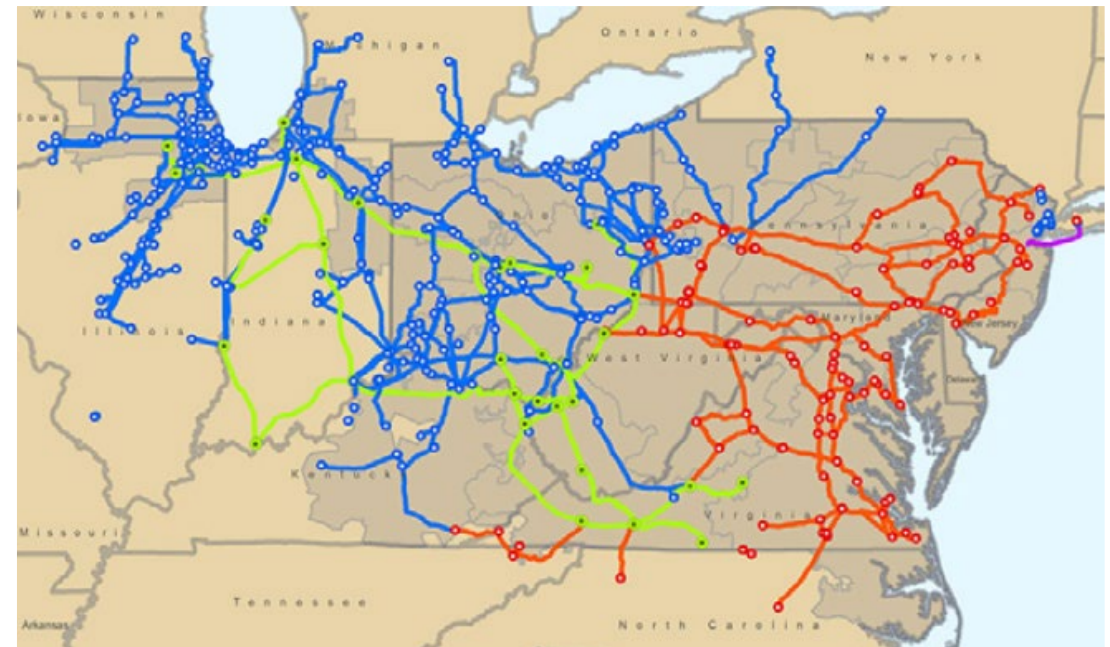 Wisconsin
Michigan
Ontario
New York
Iowa
Ohio
Pennsylvania
Illinois
Indiana
Maryland
New Jersey
West Virginia
Delaware
Kentucky
Virginia
Missouri
Tennessee
North Carolina
Arkansas